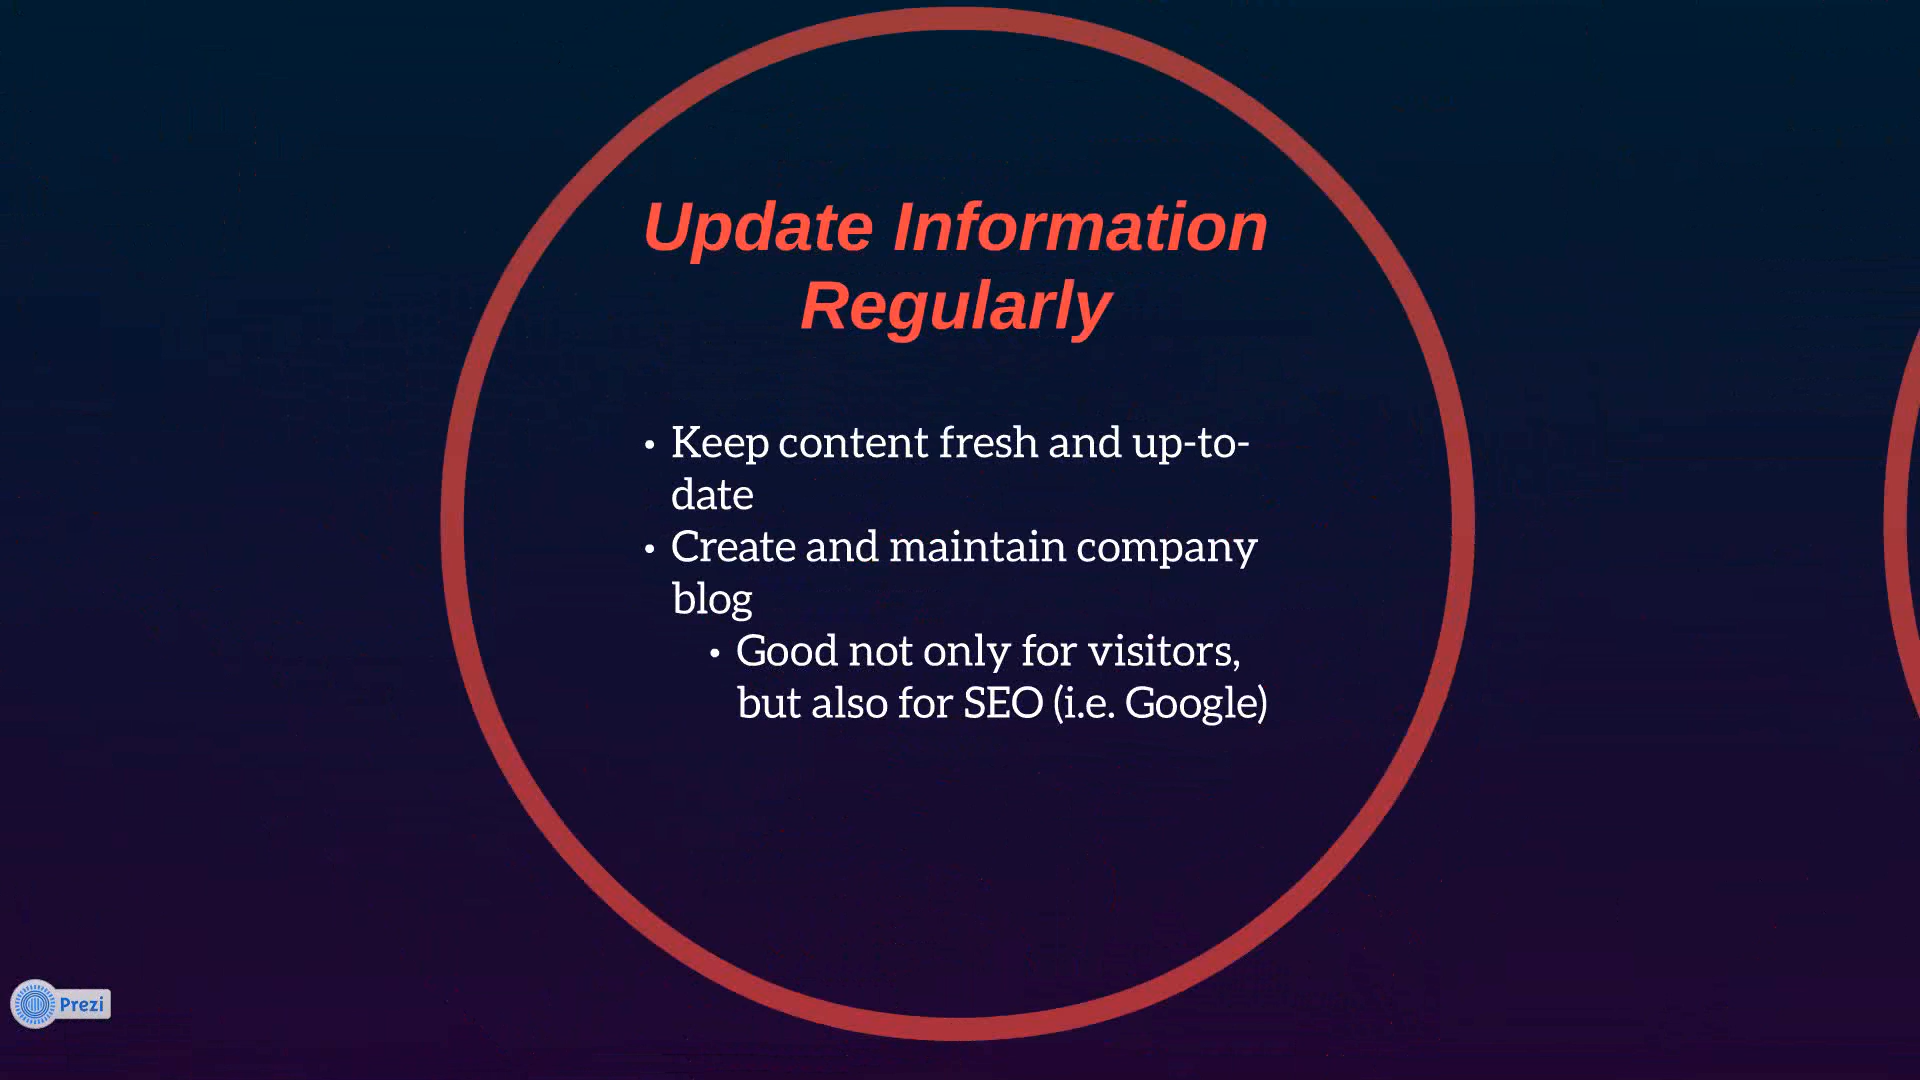 Update Information
Regularly
• Keep content fresh and up-to-
date
• Create and maintain company
blog
• Good not only for visitors,
but also for SEO (i.e. Google)
Prezi